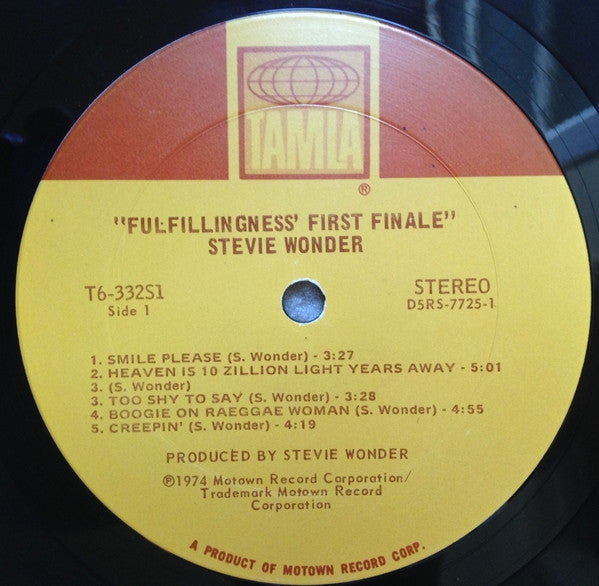 TAMLA
®
"FULFILLINGNESS' FIRST FINALE"
STEVIE WONDER
T6-332S1
Side 1
STEREO
D5RS-7725-1
1. SMILE PLEASE (S. Wonder) - 3:27
2. HEAVEN IS 10 ZILLION LIGHT YEARS AWAY - 5:01
3. (S. Wonder)
3. TOO SHY TO SAY (S. Wonder) - 3:28
4. BOOGIE ON RAEGGAE WOMAN (S. Wonder) - 4:55
5. CREEPIN' (S. Wonder) - 4:19
PRODUCED BY STEVIE WONDER
℗1974 Motown Record Corporation/
Trademark Motown Record
Corporation
A PRODUCT OF MOTOWN RECORD CORP.